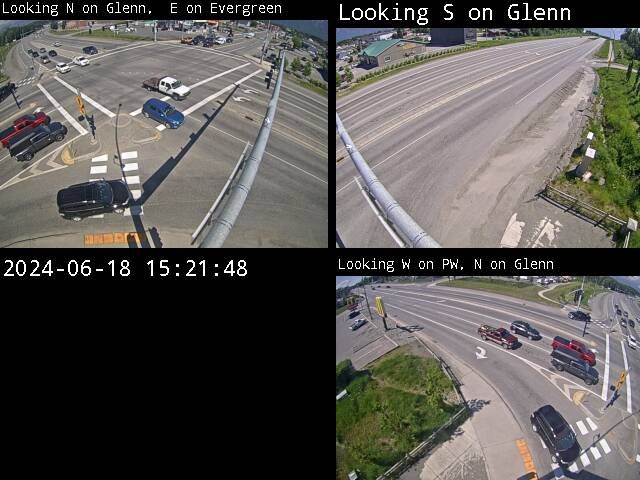 Looking N on Glenn,  E on Evergreen
Looking S on Glenn
2024-06-18 15:21:48
Looking W on PW, N on Glenn